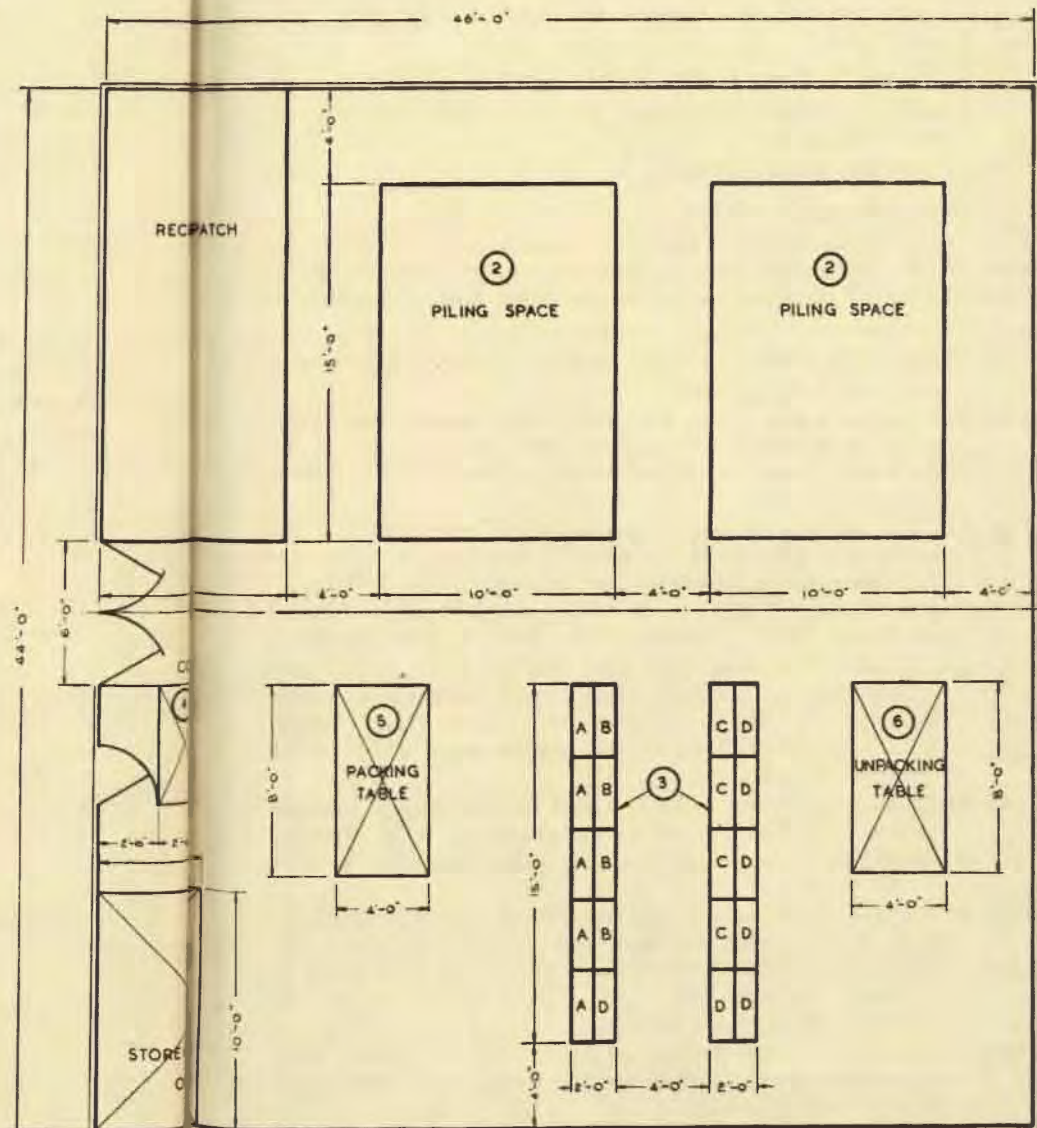 46'-0"
4'-0"
RECPATCH
2
PILING SPACE
2
PILING SPACE
15'-0"
44'-0"
6'-0"
4'-0"
10'-0"
4'-0"
10'-0"
4'-0"
5
PACKING
TABLE
8'-0"
4'-0"
3
A B
A B
A B
A B
A D
C D
C D
C D
C D
D D
15'-0"
6
UNPACKING
TABLE
8'-0"
4'-0"
2'-6"
10'-0"
STORE
4'-0"
2'-0"
4'-0"
2'-0"